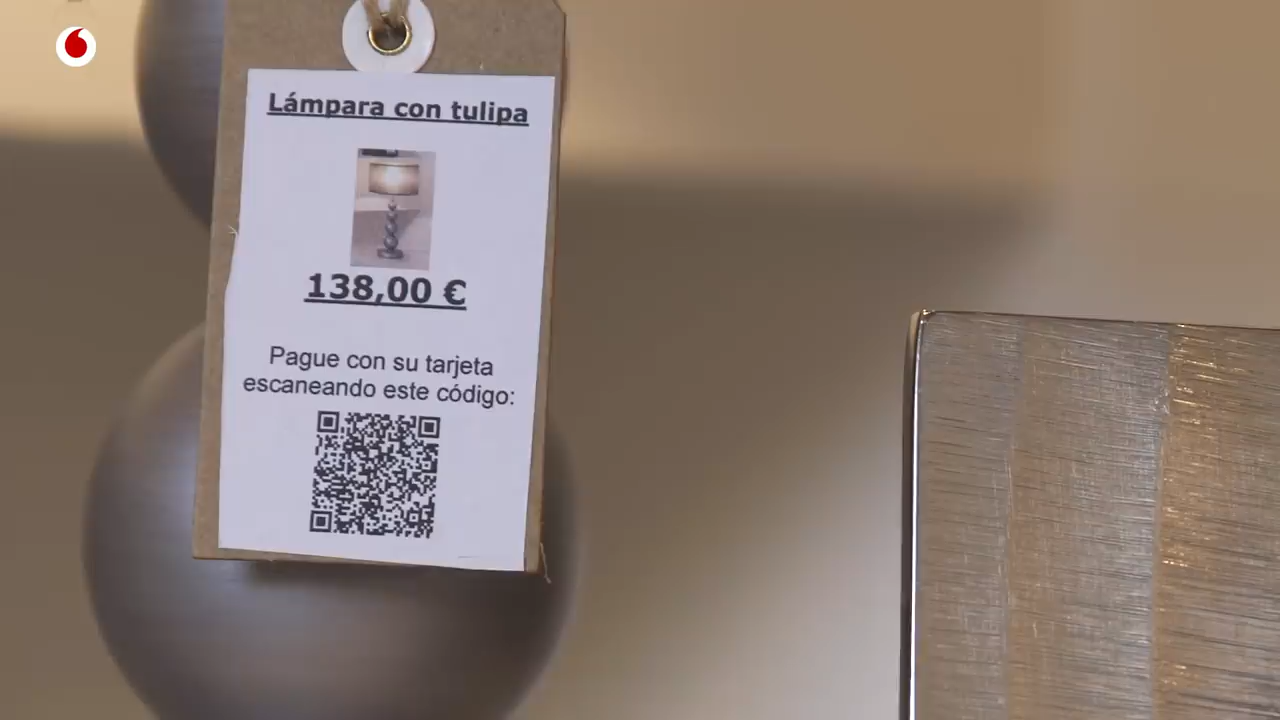 Lámpara con tulipa
138,00 €
Pague con su tarjeta
escaneando este código: